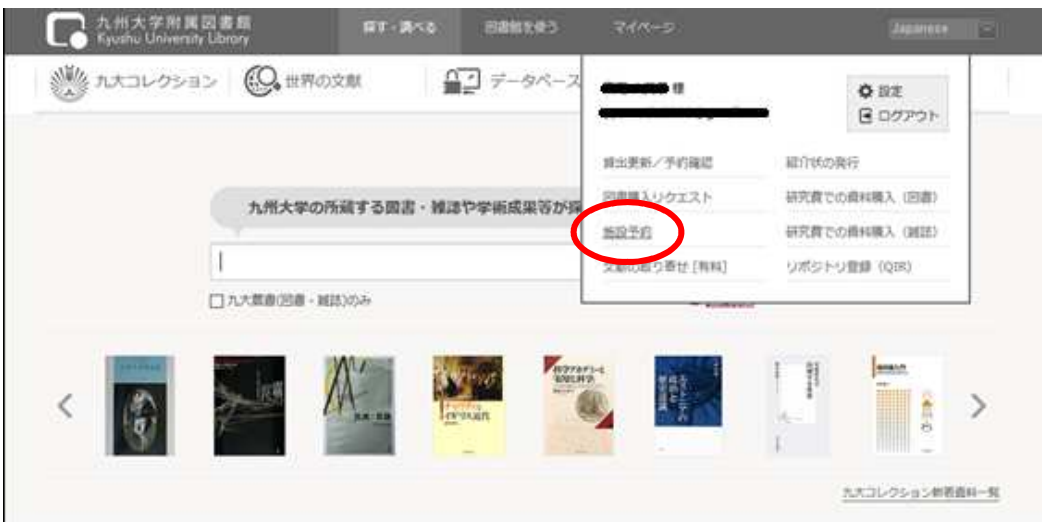 九州大学附属図書館
Kyushu University Library
探す・調べる
図書館を使う
マイページ
Japanese
九大コレクション
世界の文献
データベース
様
設定
ログアウト
貸出更新/予約確認
紹介状の発行
図書購入リクエスト
研究費での資料購入（図書）
施設予約
研究費での資料購入（雑誌）
文献の取り寄せ [有料]
リポジトリ登録（QIR）
九州大学の所蔵する図書・雑誌や学術成果等が探
九大蔵書(図書・雑誌)のみ
イギリス近代
九大コレクション新着資料一覧